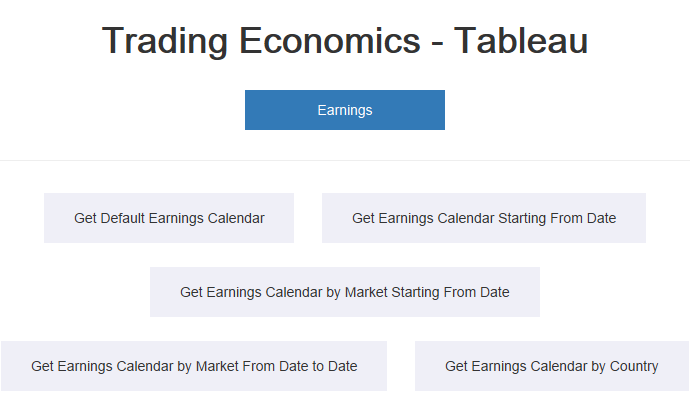 Trading Economics - Tableau
Earnings
Get Default Earnings Calendar
Get Earnings Calendar Starting From Date
Get Earnings Calendar by Market Starting From Date
Get Earnings Calendar by Market From Date to Date
Get Earnings Calendar by Country